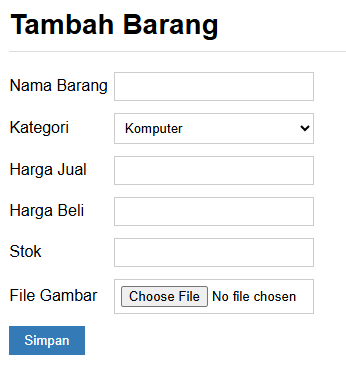 Tambah Barang
Nama Barang
Kategori Komputer
Harga Jual
Harga Beli
Stok
File Gambar Choose File No file chosen
Simpan